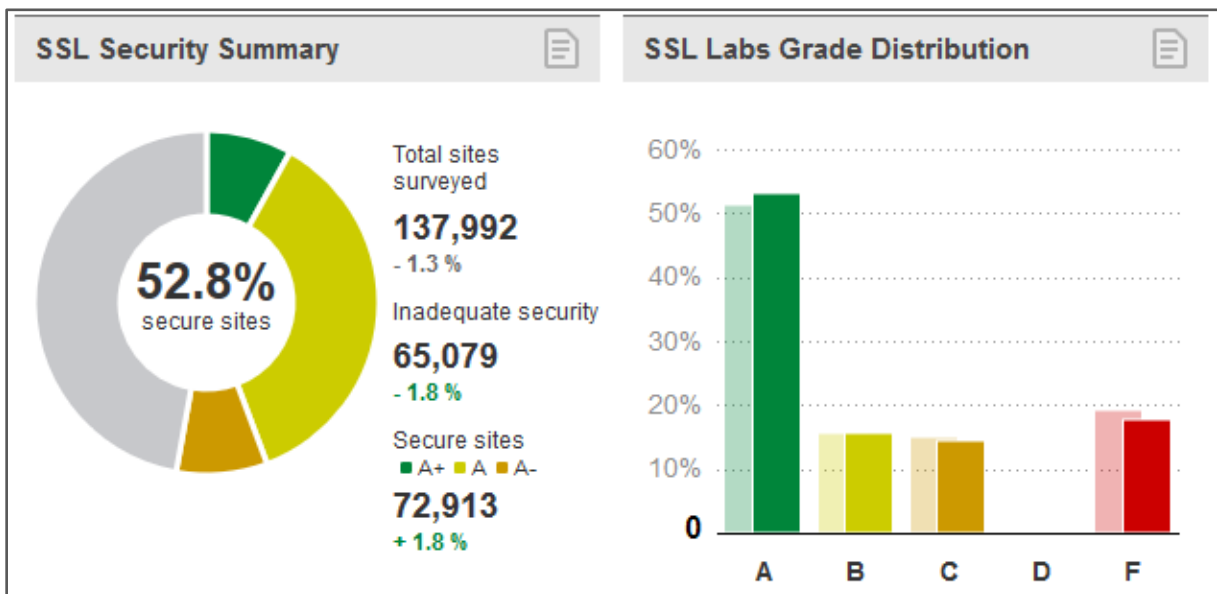 SSL Security Summary
52.8%
secure sites
Total sites
surveyed
137,992
- 1.3 %
Inadequate security
65,079
- 1.8 %
Secure sites
A+ A A-
72,913
+ 1.8 %
SSL Labs Grade Distribution
60%
50%
40%
30%
20%
10%
0
A B C D F